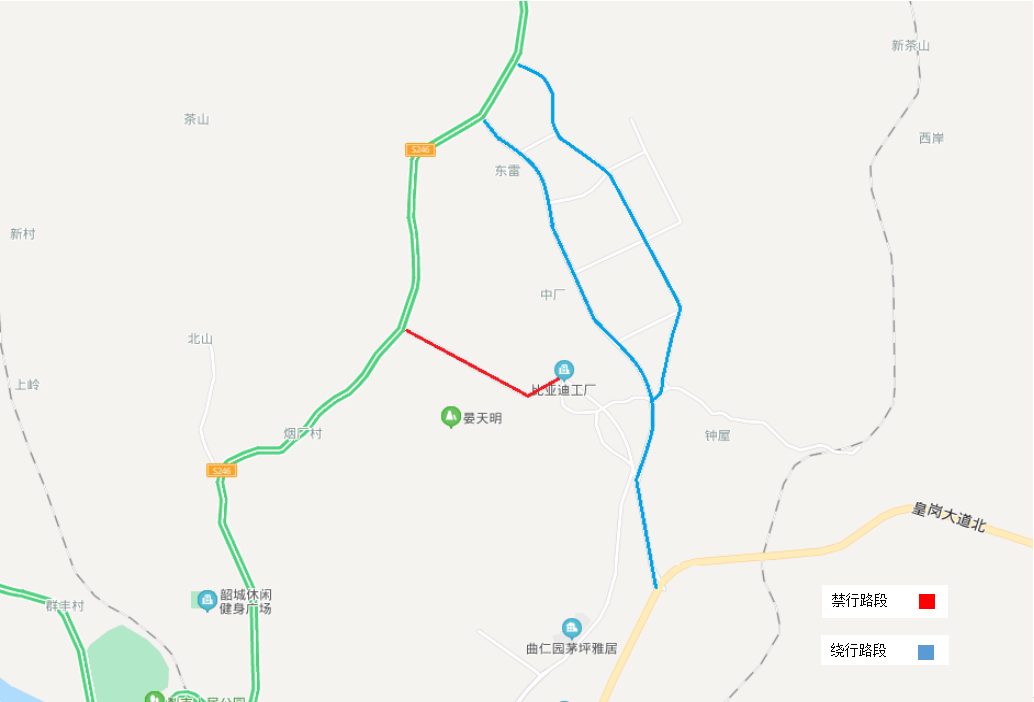 新茶山
茶山
西岸
S246
东雷
新村
中厂
北山
上岭
比亚迪工厂
晏天明
烟厂村
钟屋
S246
皇岗大道北
韶城休闲
健身广场
群丰村
禁行路段
曲仁园茅坪雅居
绕行路段